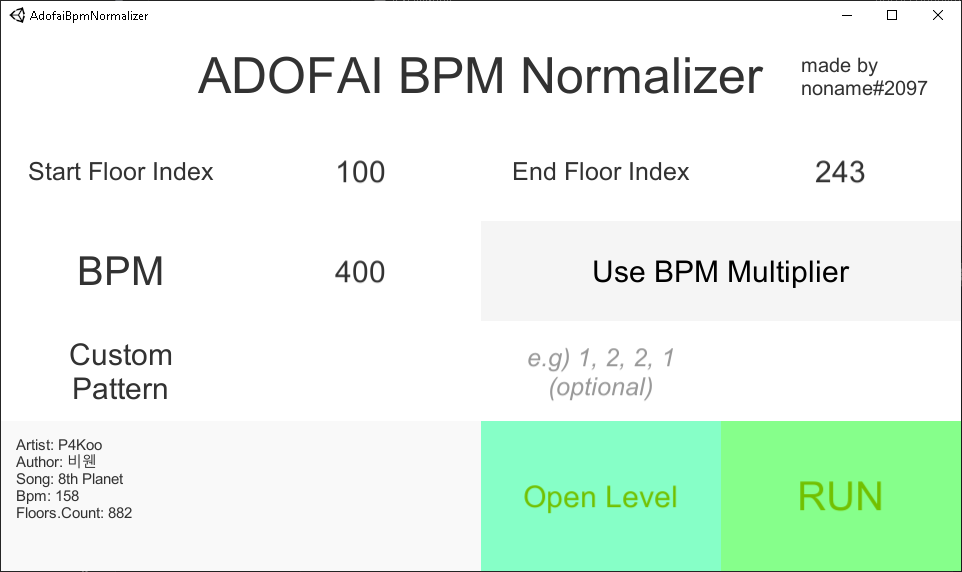 AdofaiBpmNormalizer
ADOFAI BPM Normalizer
made by
noname#2097
Start Floor Index
100
End Floor Index
243
BPM
400
Use BPM Multiplier
Custom
Pattern
e.g) 1, 2, 2, 1
(optional)
Artist: P4Koo
Author: 비웬
Song: 8th Planet
Bpm: 158
Floors.Count: 882
Open Level
RUN